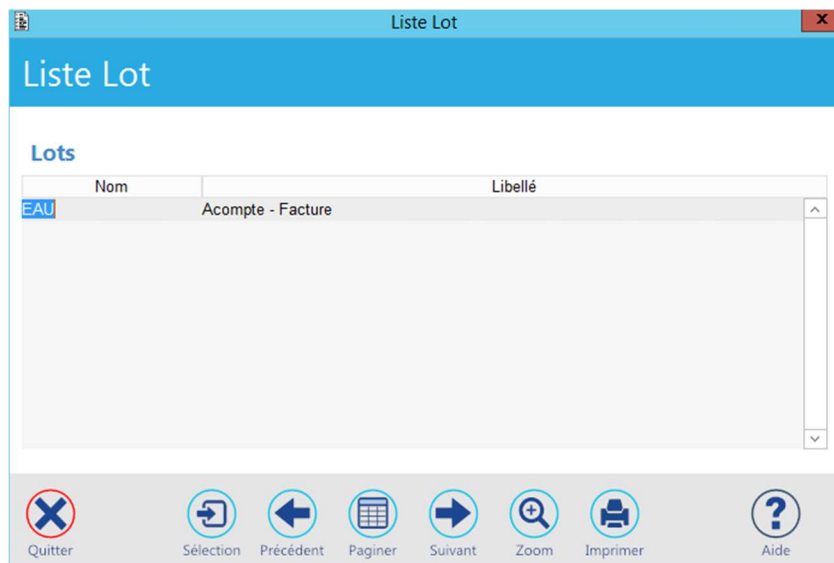 Liste Lot
Liste Lot
Lots
Nom Libellé
EAU Acompte - Facture
Quitter Sélection Précédent Paginer Suivant Zoom Imprimer Aide